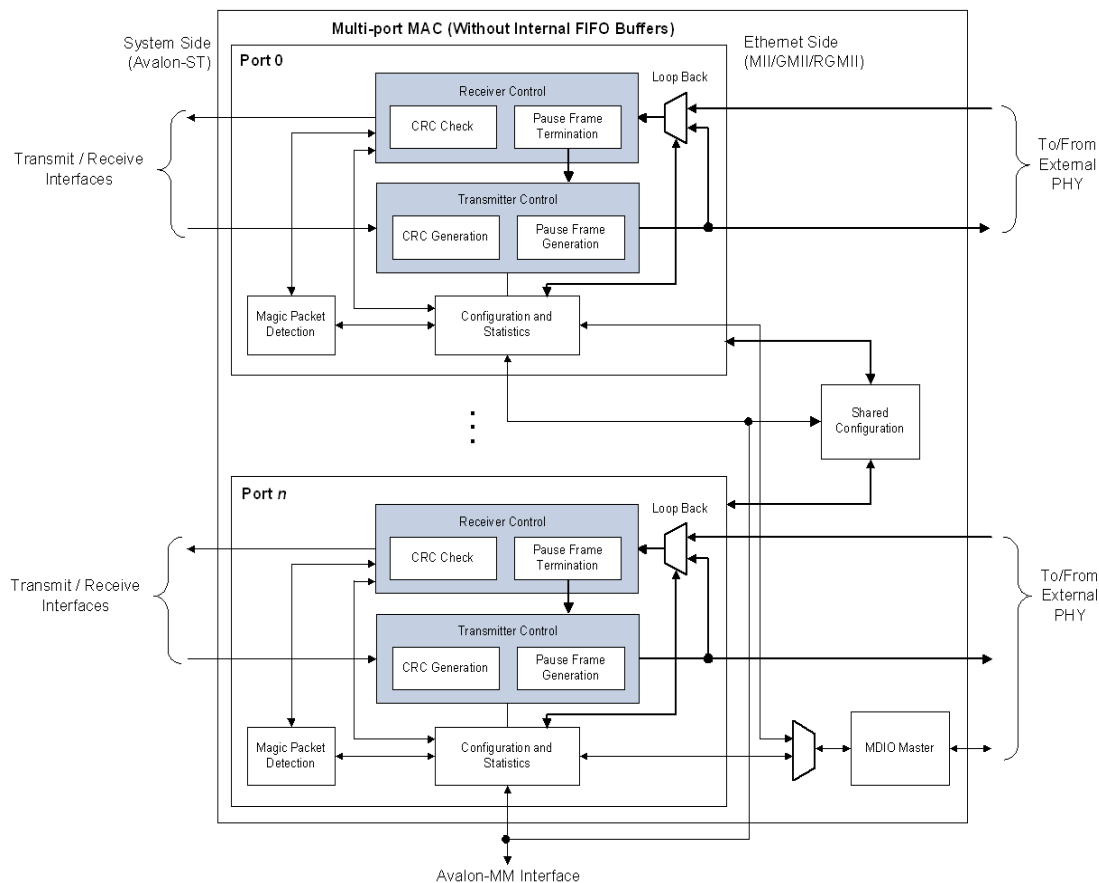 Multi-port MAC (Without Internal FIFO Buffers)
System Side
(Avalon-ST)
Ethernet Side
(MII/GMII/RGMII)
Port 0
Receiver Control
CRC Check
Pause Frame
Termination
Loop Back
Transmit / Receive
Interfaces
To/From
External
PHY
Transmitter Control
CRC Generation
Pause Frame
Generation
Magic Packet
Detection
Configuration and
Statistics
Shared
Configuration
Port n
Receiver Control
CRC Check
Pause Frame
Termination
Loop Back
Transmit / Receive
Interfaces
To/From
External
PHY
Transmitter Control
CRC Generation
Pause Frame
Generation
Magic Packet
Detection
Configuration and
Statistics
MDIO Master
Avalon-MM Interface